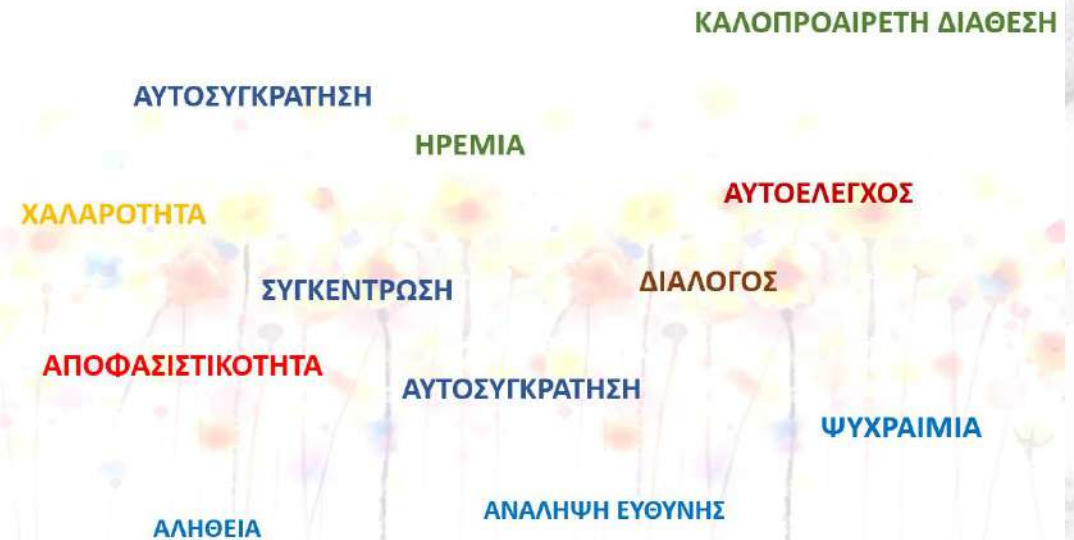 ΚΑΛΟΠΡΟΑΙΡΕΤΗ ΔΙΑΘΕΣΗ
ΑΥΤΟΣΥΓΚΡΑΤΗΣΗ
ΗΡΕΜΙΑ
ΑΥΤΟΕΛΕΓΧΟΣ
ΧΑΛΑΡΟΤΗΤΑ
ΔΙΑΛΟΓΟΣ
ΣΥΓΚΕΝΤΡΩΣΗ
ΑΠΟΦΑΣΙΣΤΙΚΟΤΗΤΑ
ΑΥΤΟΣΥΓΚΡΑΤΗΣΗ
ΨΥΧΡΑΙΜΙΑ
ΑΝΑΛΗΨΗ ΕΥΘΥΝΗΣ
ΑΛΗΘΕΙΑ